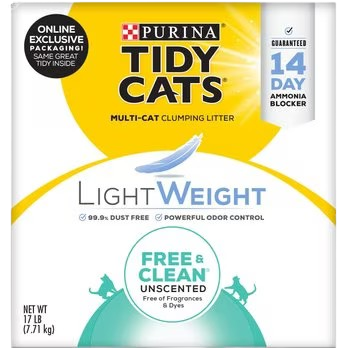 ONLINE
EXCLUSIVE
PACKAGING!
SAME GREAT
TIDY INSIDE
PURINA
TIDY
CATS®
MULTI-CAT CLUMPING LITTER
GUARANTEED
14
DAY
AMMONIA
BLOCKER
LIGHTWEIGHT
99.9% DUST FREE
POWERFUL ODOR CONTROL
FREE &
CLEAN®
UNSCENTED
Free of Fragrances
& Dyes
NET WT
17 LB
(7.71 kg)